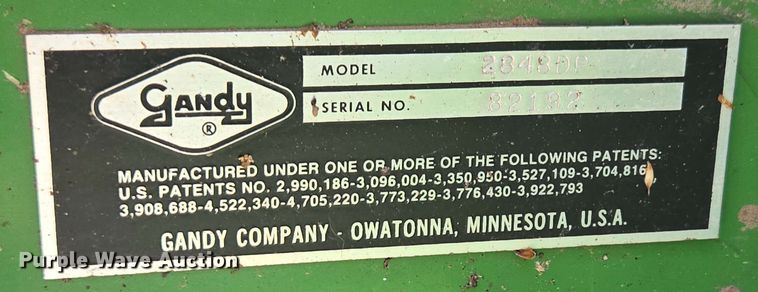 Gandy
®
MODEL 2848DP
SERIAL NO. 82182
MANUFACTURED UNDER ONE OR MORE OF THE FOLLOWING PATENTS:
U.S. PATENTS NO. 2,990,186-3,096,004-3,350,950-3,527,109-3,704,816
3,908,688-4,522,340-4,705,220-3,773,229-3,776,430-3,922,793
GANDY COMPANY - OWATONNA, MINNESOTA, U.S.A.
Purple Wave Auction